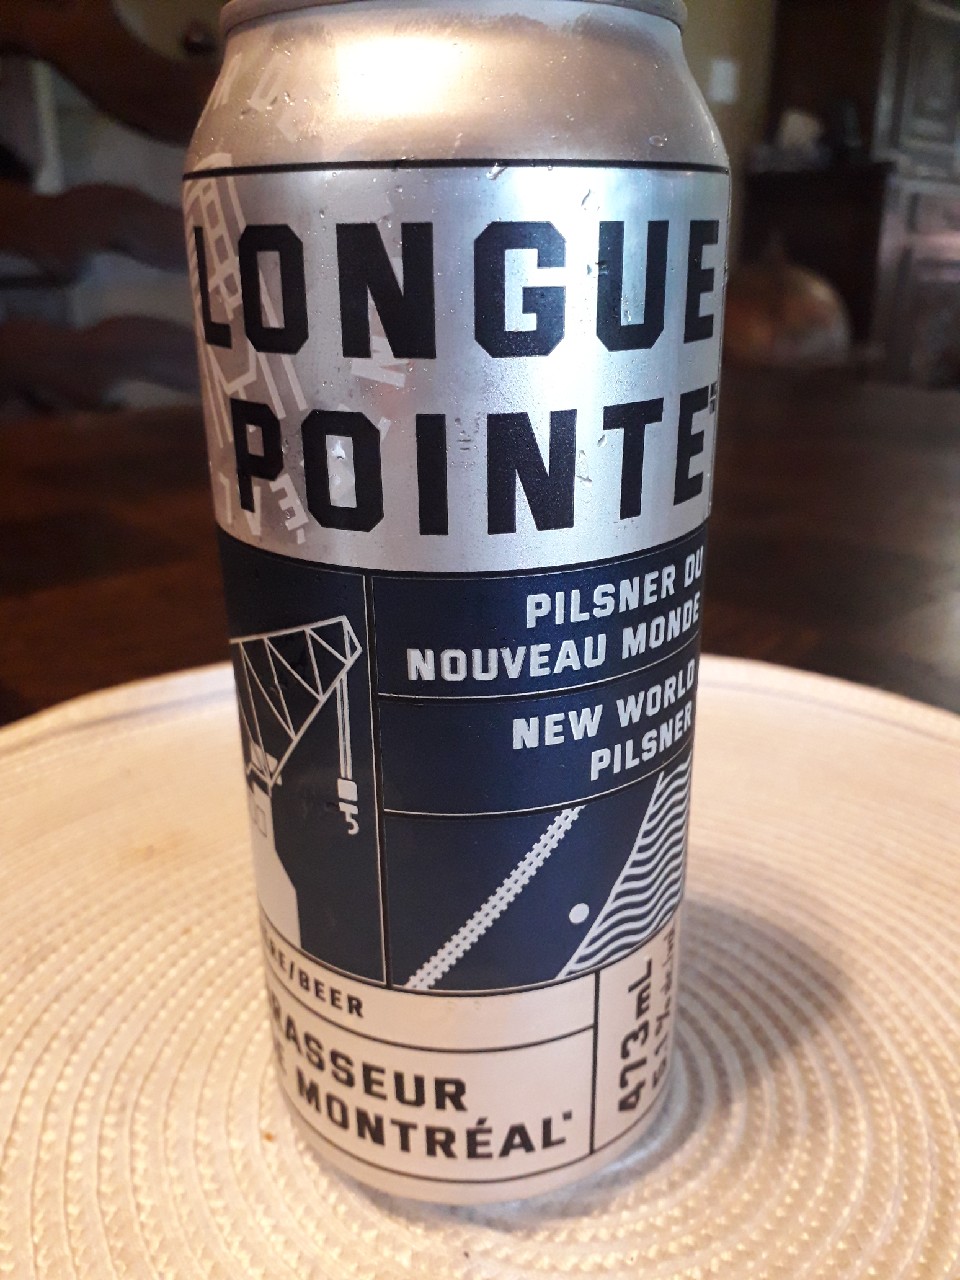 LONGUE
POINTE
PILSNER DU
NOUVEAU MONDE
NEW WORLD
PILSNER
/BEER
MONTRÉAL
473 mL